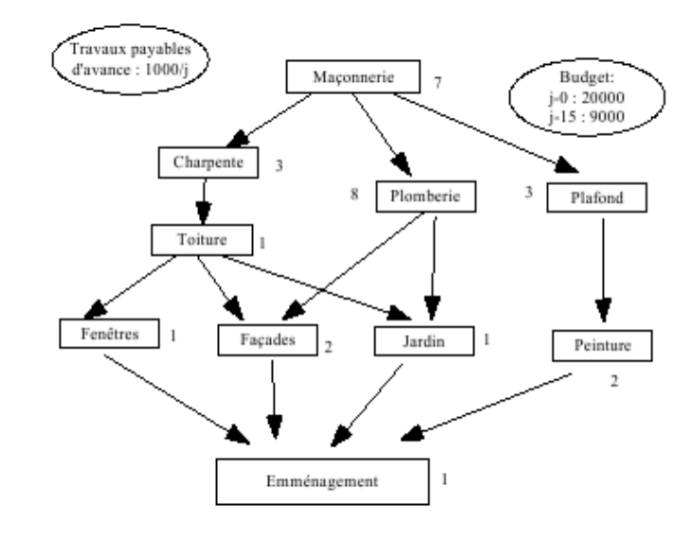 Travaux payables
d'avance : 1000/j
Maçonnerie
7
Budget:
j-0 : 20000
j-15 : 9000
Charpente
3
8
Plomberie
3
Plafond
Toiture
1
Fenêtres
1
Façades
2
Jardin
1
Peinture
2
Emménagement
1